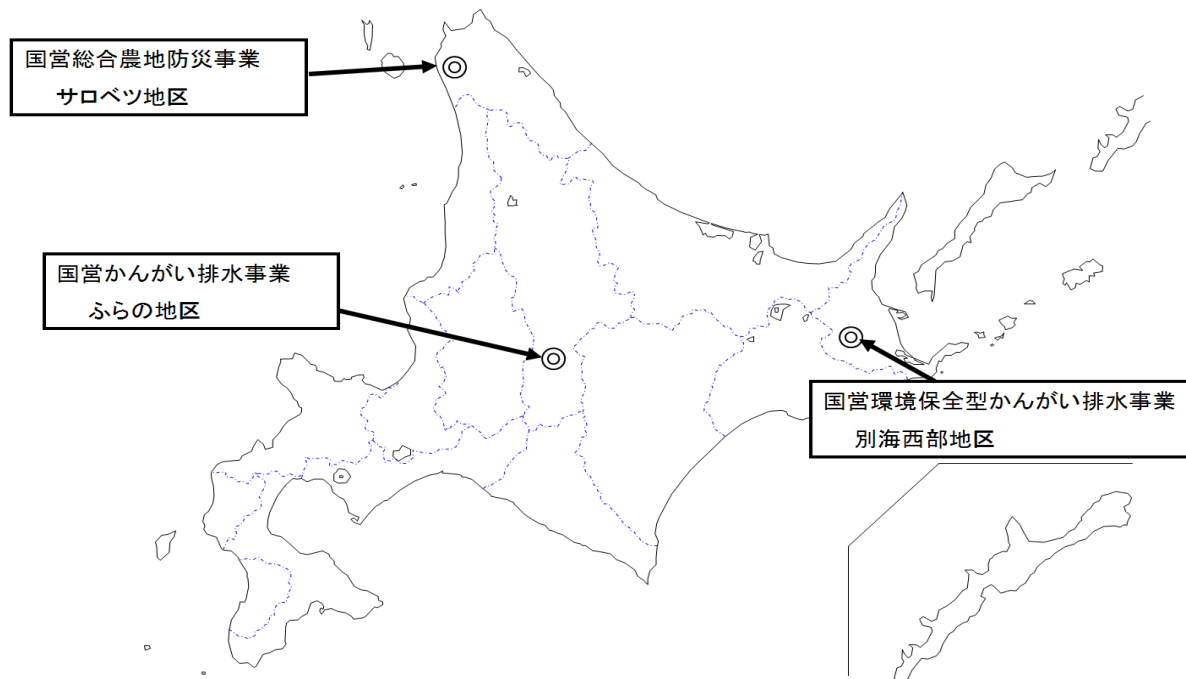 国営総合農地防災事業
サロベツ地区
国営かんがい排水事業
ふらの地区
国営環境保全型かんがい排水事業
別海西部地区